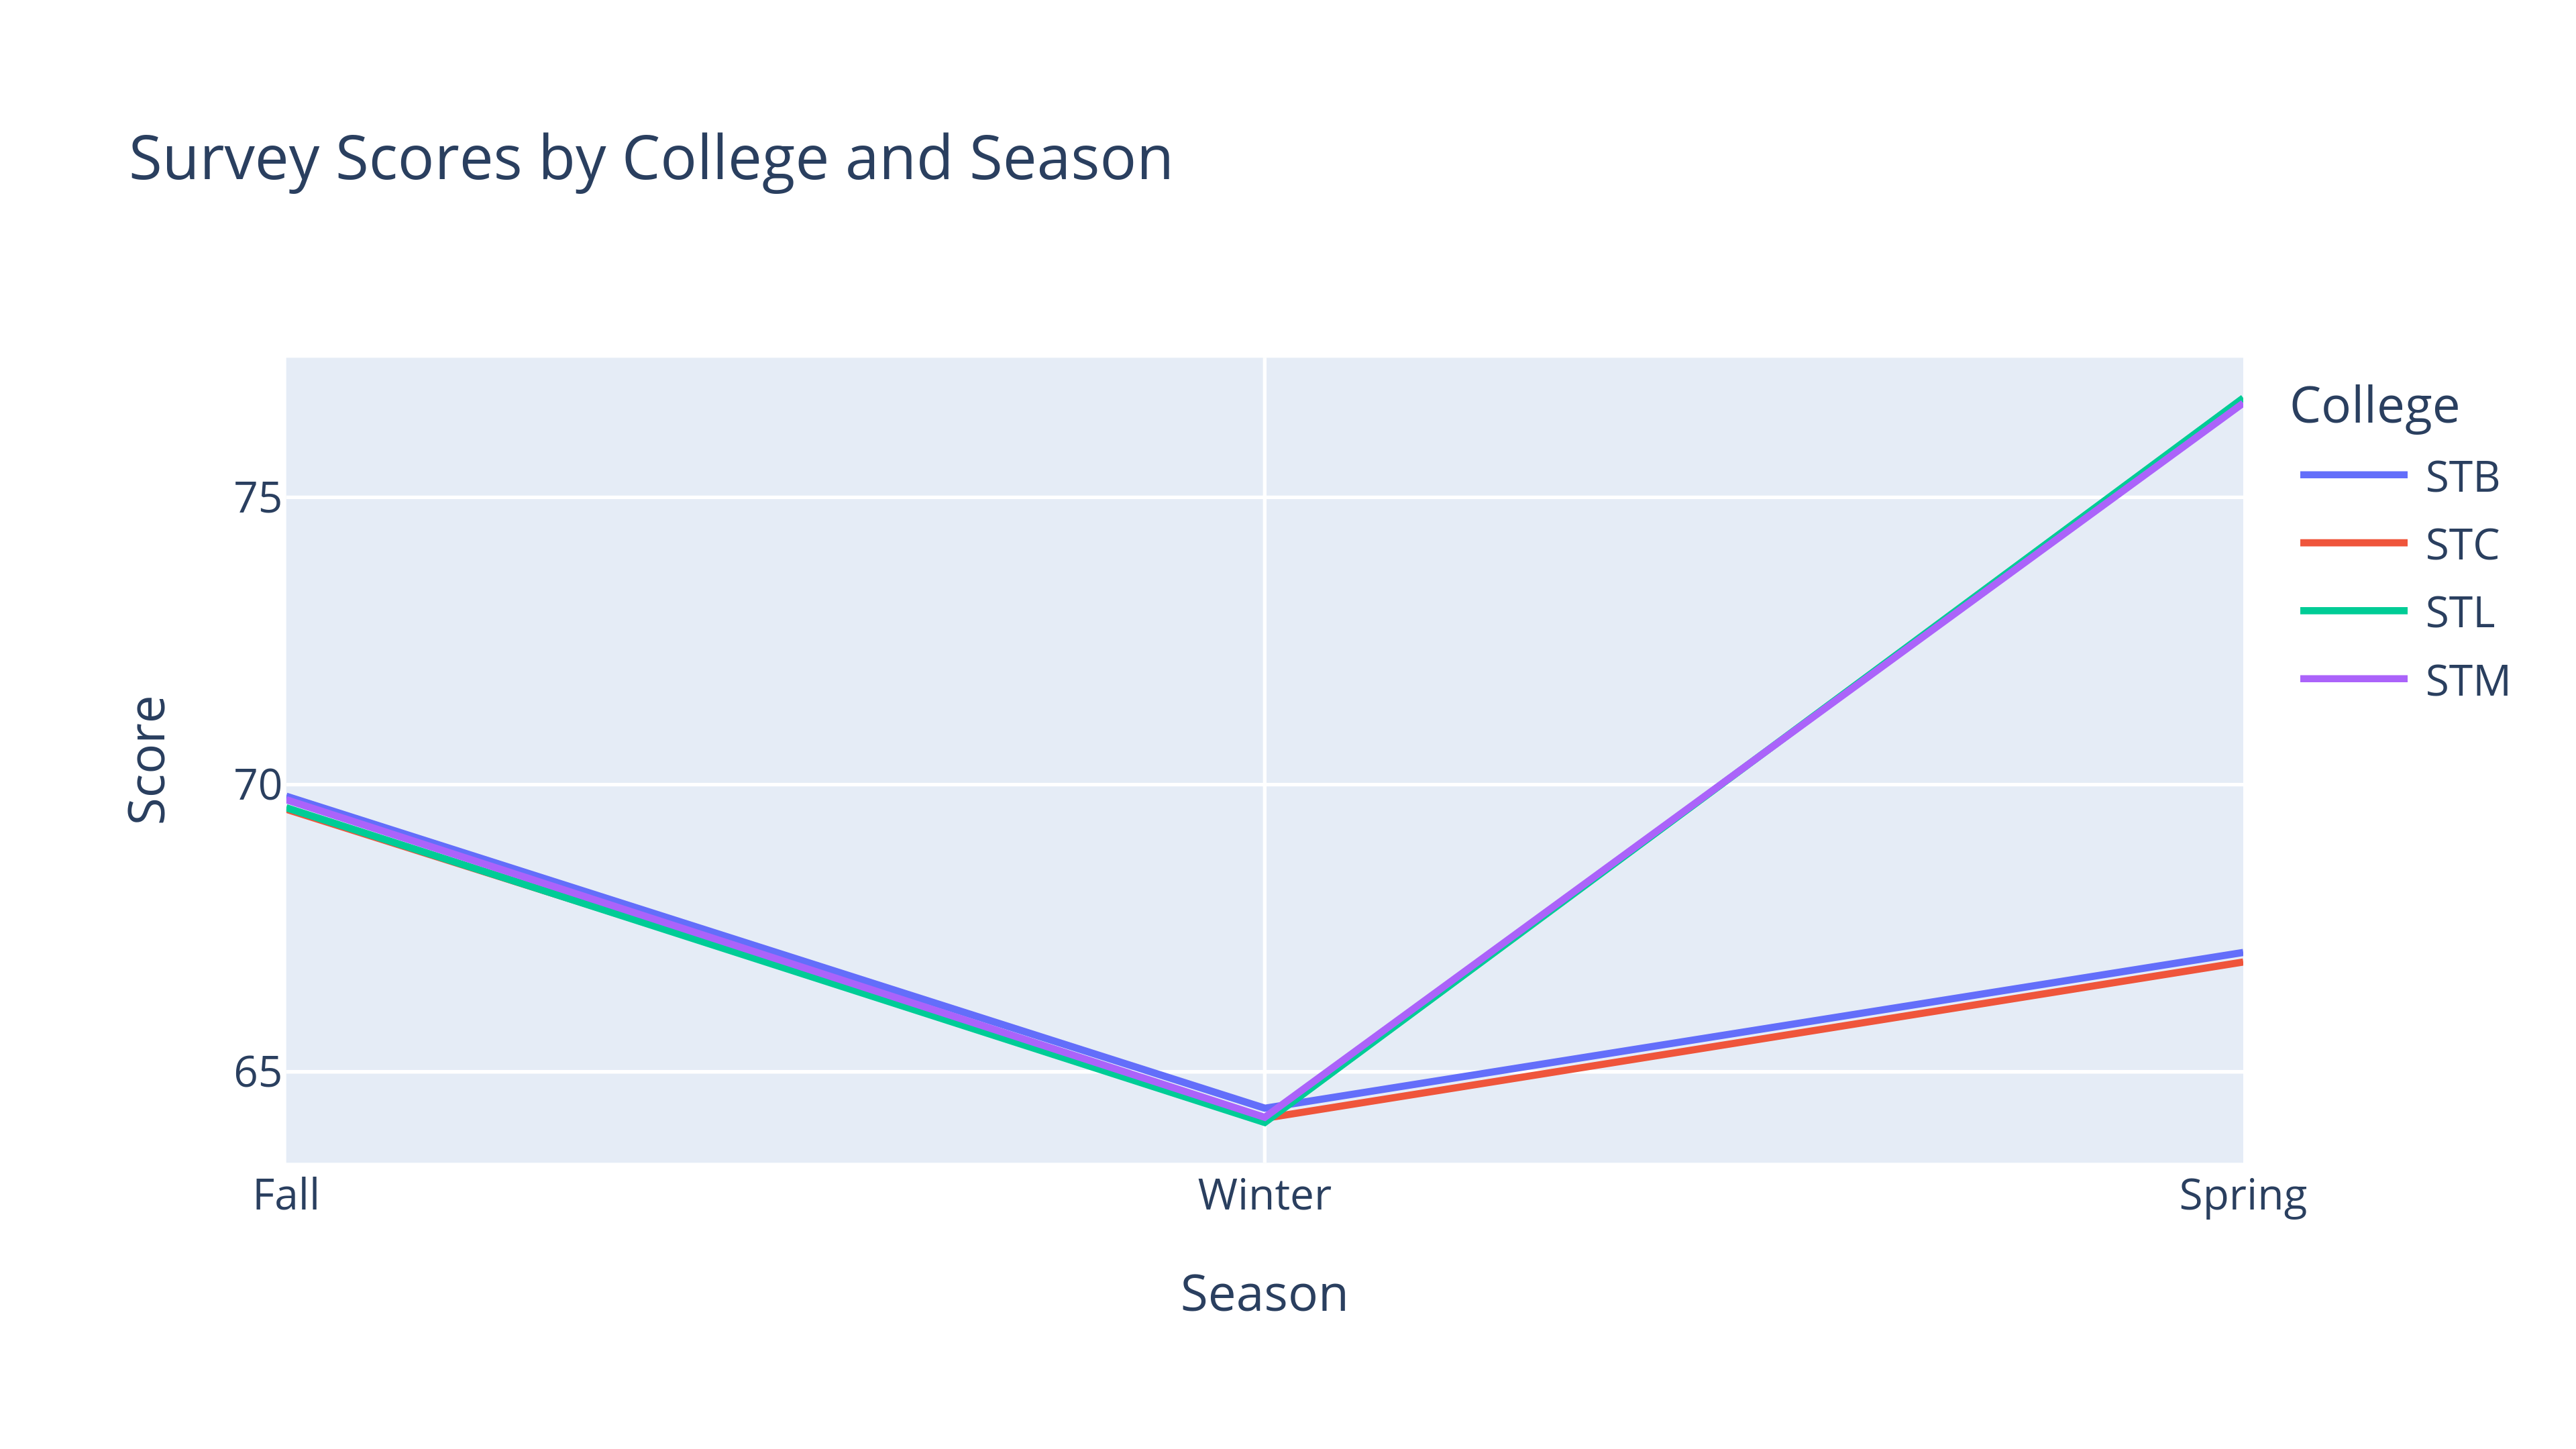 Survey Scores by College and Season
College
STB
STC
STL
STM
Score
75
70
65
Fall
Winter
Spring
Season